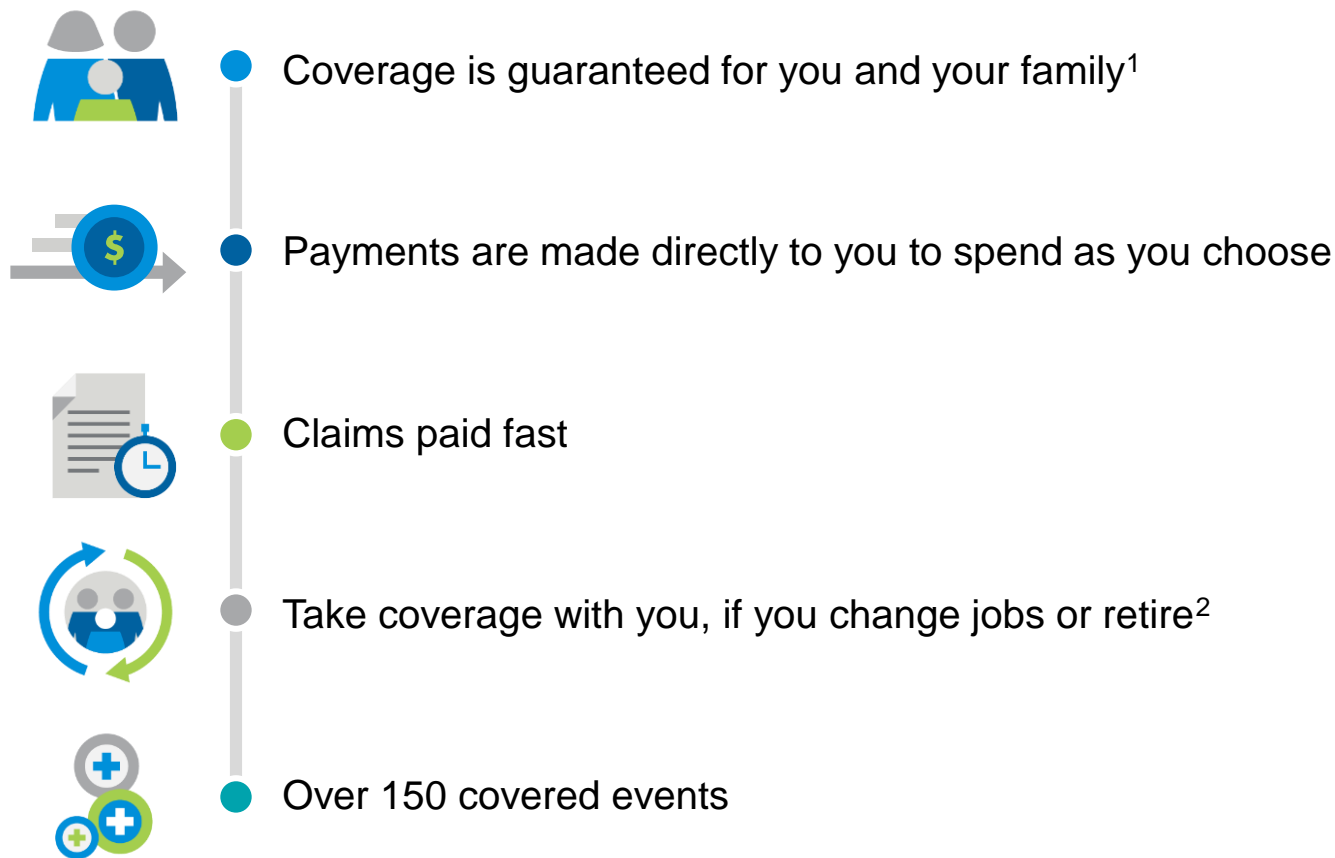 Coverage is guaranteed for you and your family¹
$
Payments are made directly to you to spend as you choose
Claims paid fast
Take coverage with you, if you change jobs or retire²
Over 150 covered events